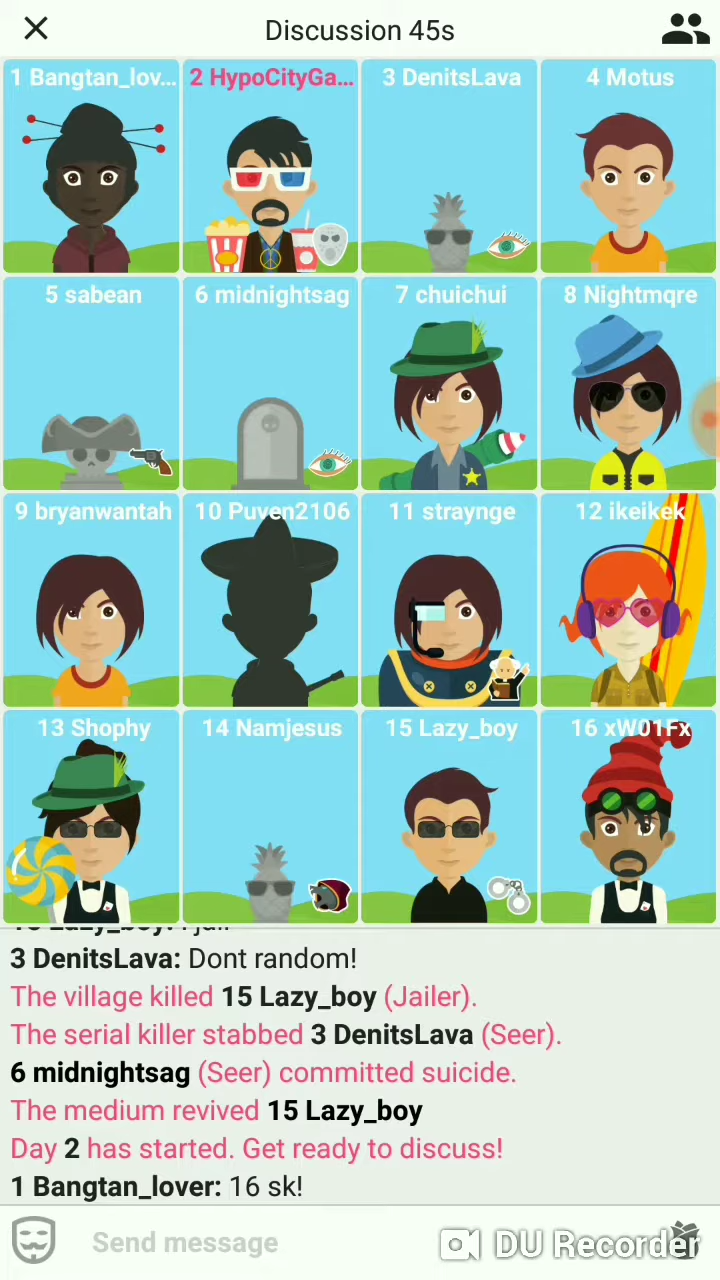 Discussion 45s
1 Bangtan_lov...
2 HypoCityGa...
3 DenitsLava
4 Motus
5 sabean
6 midnightsag
7 chuichui
8 Nightmqre
9 bryanwantah
10 Puven2106
11 straynge
12 ikeikek
13 Shophy
14 Namjesus
15 Lazy_boy
16 xW01Fx
3 DenitsLava: Dont random!
The village killed 15 Lazy_boy (Jailer).
The serial killer stabbed 3 DenitsLava (Seer).
6 midnightsag (Seer) committed suicide.
The medium revived 15 Lazy_boy
Day 2 has started. Get ready to discuss!
1 Bangtan_lover: 16 sk!
Send message
DU Recorder